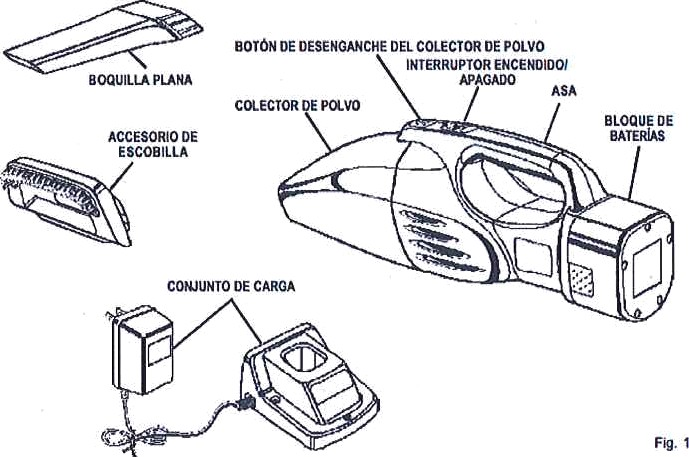 BOQUILLA PLANA
BOTÓN DE DESENGANCHE DEL COLECTOR DE POLVO
INTERRUPTOR ENCENDIDO/
APAGADO
ASA
COLECTOR DE POLVO
BLOQUE DE
BATERÍAS
ACCESORIO DE
ESCOBILLA
CONJUNTO DE CARGA
Fig. 1